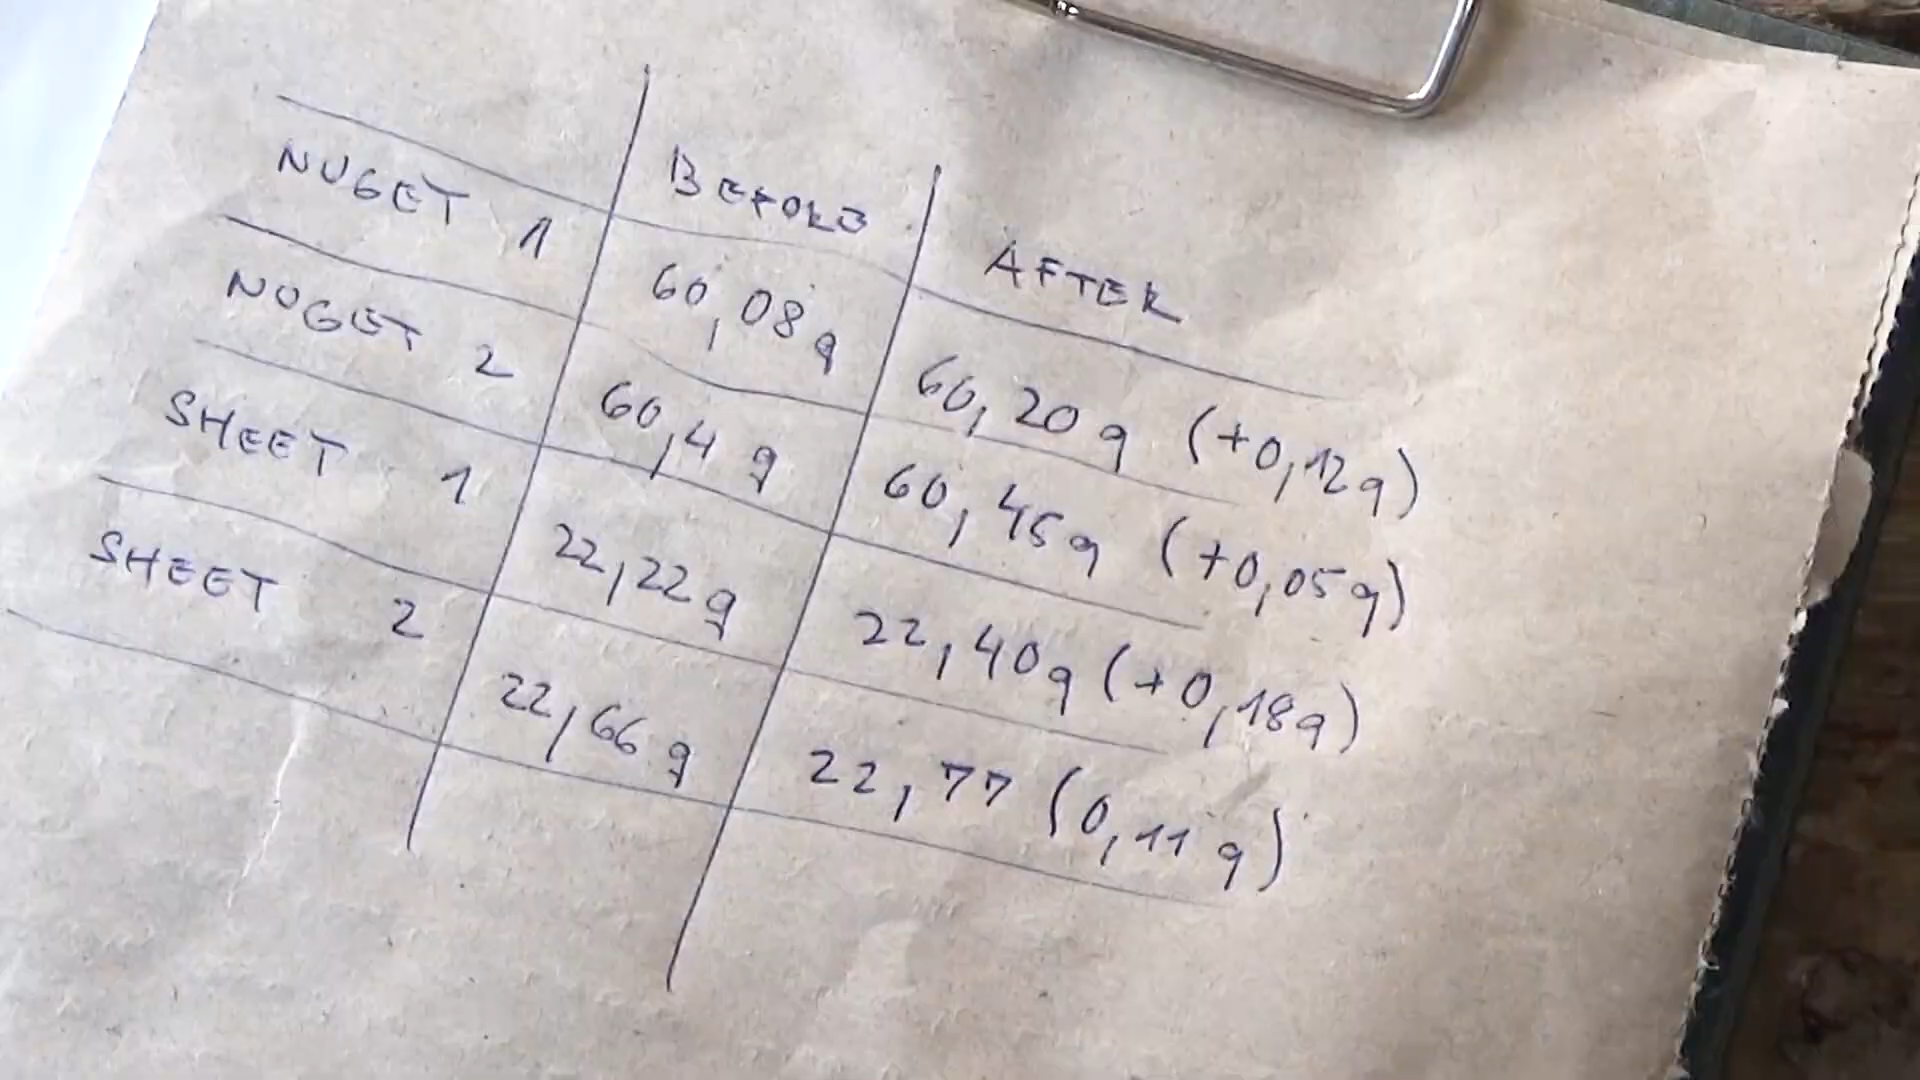 BEFORE AFTER
NUGET 1 60,08g 60,20g (+0,12g)
NUGET 2 60,4g 60,45g (+0,05g)
SHEET 1 22,22g 22,40g (+0,18g)
SHEET 2 22,66g 22,77 (0,11g)